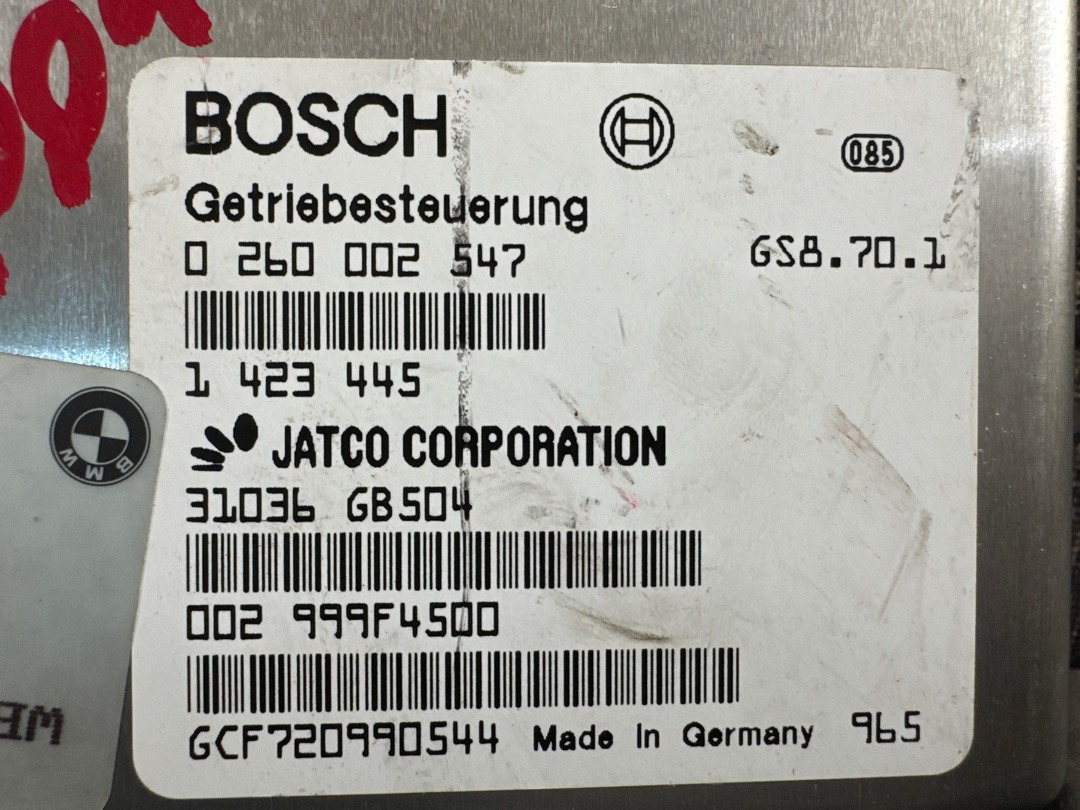 BOSCH
085
Getriebesteuerung
0 260 002 547
GS8.70.1
1 423 445
JATCO CORPORATION
31036 GB504
002 999F4500
GCF720990544 Made In Germany 965
BMW